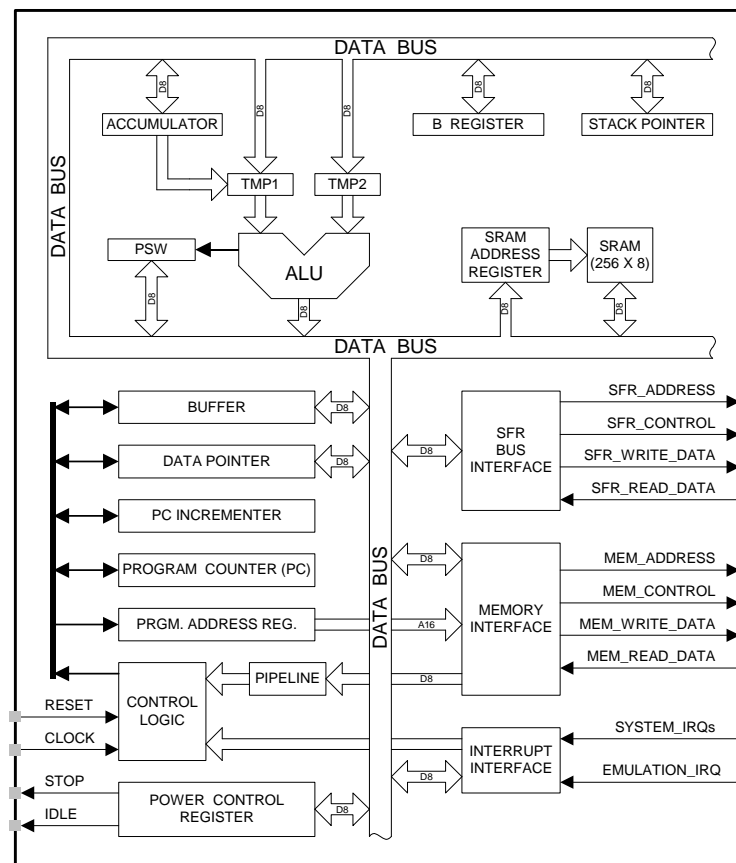 DATA BUS
D8
D8
D8
D8
D8
ACCUMULATOR
B REGISTER
STACK POINTER
TMP1
TMP2
DATA BUS
PSW
ALU
SRAM
ADDRESS
REGISTER
SRAM
(256 X 8)
D8
D8
D8
D8
DATA BUS
BUFFER
D8
DATA POINTER
D8
PC INCREMENTER
PROGRAM COUNTER (PC)
PRGM. ADDRESS REG.
A16
DATA BUS
D8
SFR
BUS
INTERFACE
SFR_ADDRESS
SFR_CONTROL
SFR_WRITE_DATA
SFR_READ_DATA
D8
MEMORY
INTERFACE
MEM_ADDRESS
MEM_CONTROL
MEM_WRITE_DATA
MEM_READ_DATA
CONTROL
LOGIC
PIPELINE
D8
RESET
CLOCK
STOP
IDLE
POWER CONTROL
REGISTER
D8
D8
INTERRUPT
INTERFACE
SYSTEM_IRQs
EMULATION_IRQ